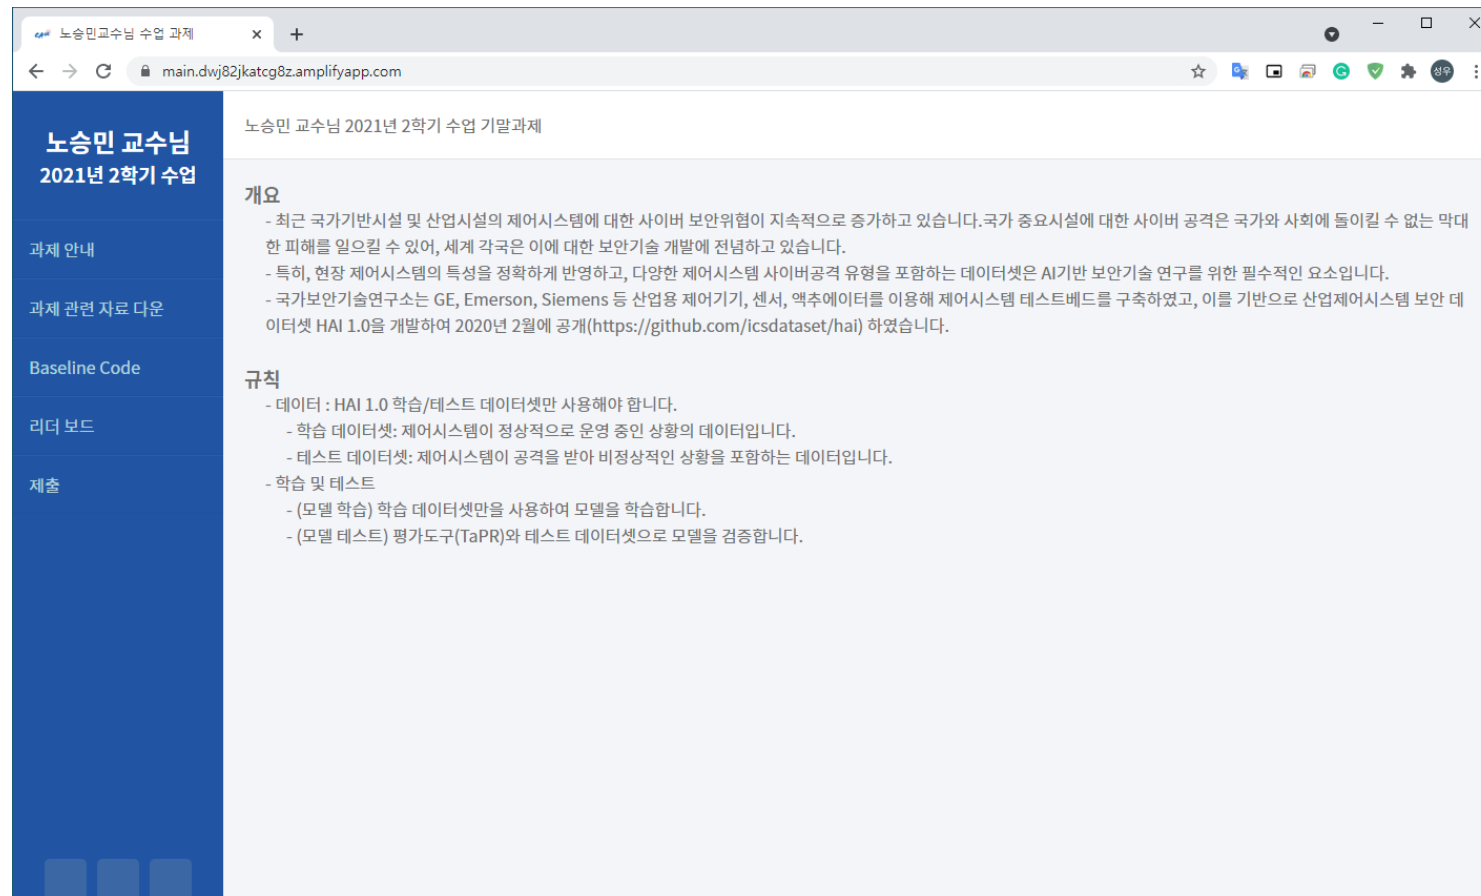 노승민교수님 수업 과제
main.dwj82jkatcg8z.amplifyapp.com
성우
노승민 교수님
2021년 2학기 수업
과제 안내
과제 관련 자료 다운
Baseline Code
리더 보드
제출
노승민 교수님 2021년 2학기 수업 기말과제
개요
- 최근 국가기반시설 및 산업시설의 제어시스템에 대한 사이버 보안위협이 지속적으로 증가하고 있습니다.국가 중요시설에 대한 사이버 공격은 국가와 사회에 돌이킬 수 없는 막대
한 피해를 일으킬 수 있어, 세계 각국은 이에 대한 보안기술 개발에 전념하고 있습니다.
- 특히, 현장 제어시스템의 특성을 정확하게 반영하고, 다양한 제어시스템 사이버공격 유형을 포함하는 데이터셋은 AI기반 보안기술 연구를 위한 필수적인 요소입니다.
- 국가보안기술연구소는 GE, Emerson, Siemens 등 산업용 제어기기, 센서, 액추에이터를 이용해 제어시스템 테스트베드를 구축하였고, 이를 기반으로 산업제어시스템 보안 데
이터셋 HAI 1.0을 개발하여 2020년 2월에 공개(https://github.com/icsdataset/hai) 하였습니다.
규칙
- 데이터 : HAI 1.0 학습/테스트 데이터셋만 사용해야 합니다.
- 학습 데이터셋: 제어시스템이 정상적으로 운영 중인 상황의 데이터입니다.
- 테스트 데이터셋: 제어시스템이 공격을 받아 비정상적인 상황을 포함하는 데이터입니다.
- 학습 및 테스트
- (모델 학습) 학습 데이터셋만을 사용하여 모델을 학습합니다.
- (모델 테스트) 평가도구(TaPR)와 테스트 데이터셋으로 모델을 검증합니다.